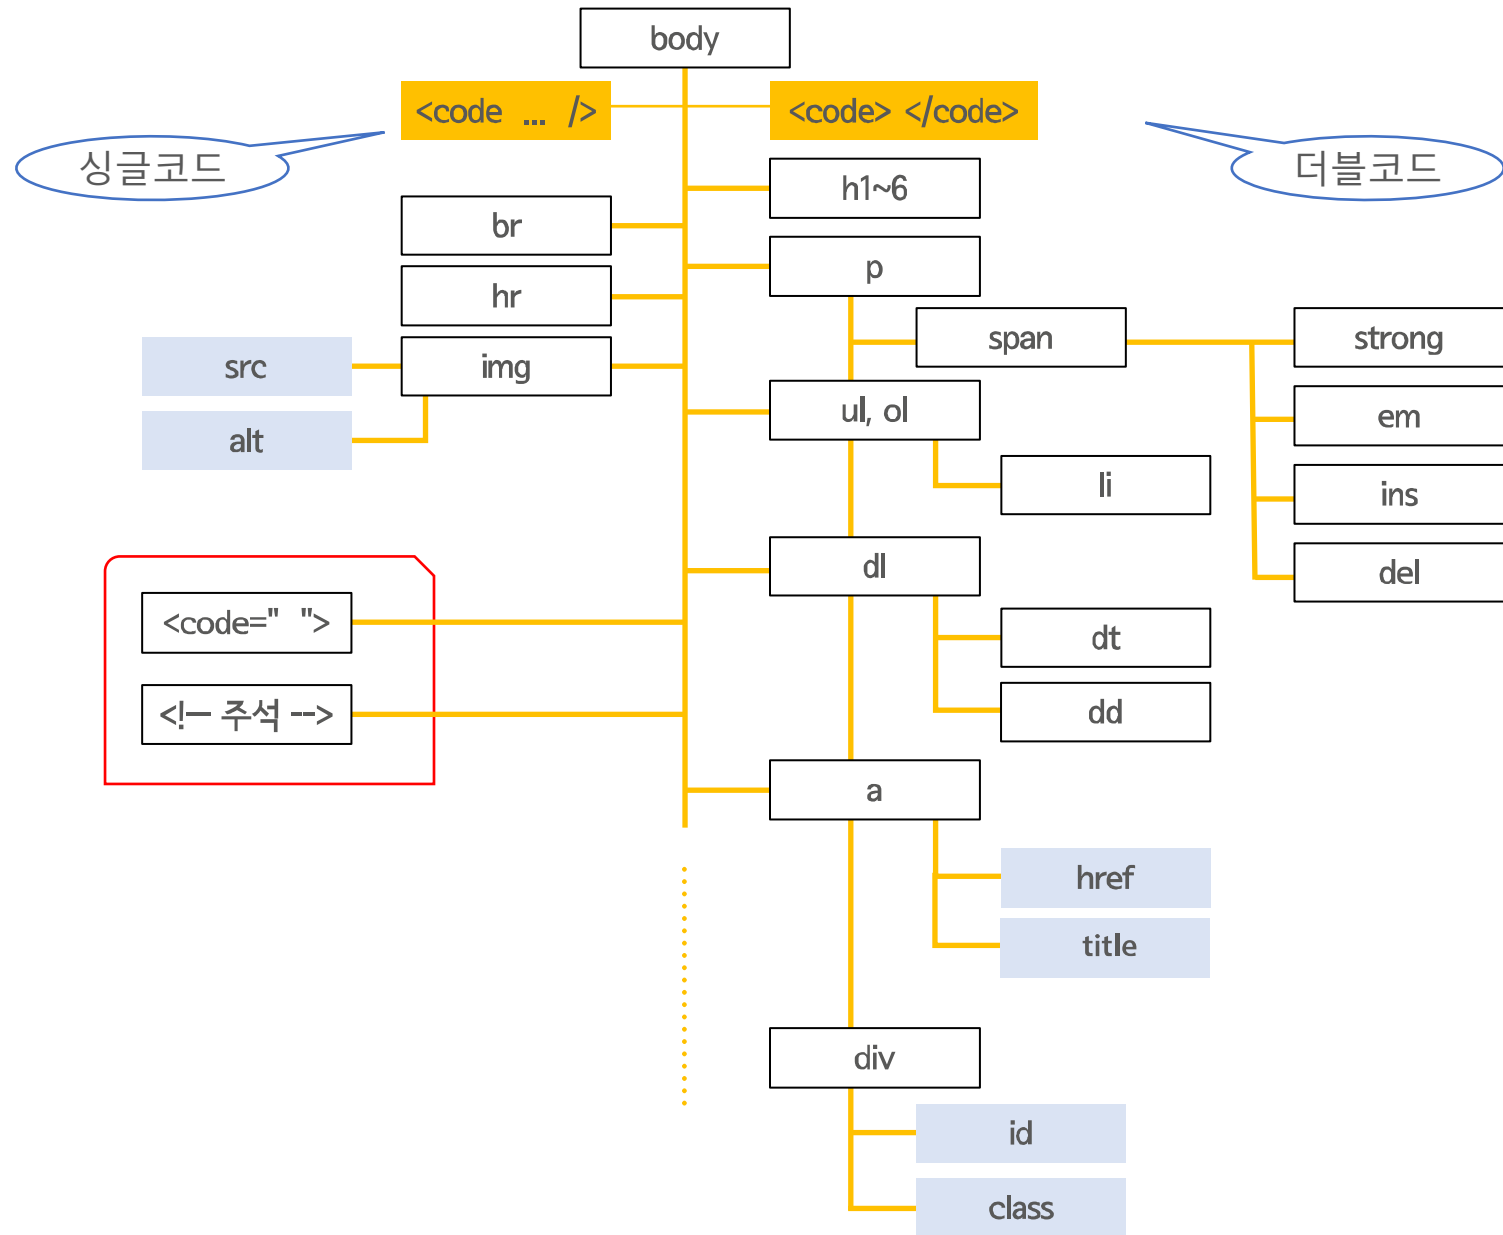 body
<code ... />
<code> </code>
싱글코드
더블코드
h1~6
br
p
hr
span
strong
src
img
ul, ol
em
alt
li
ins
dl
del
<code=" ">
dt
<!— 주석 -->
dd
a
href
title
div
id
class